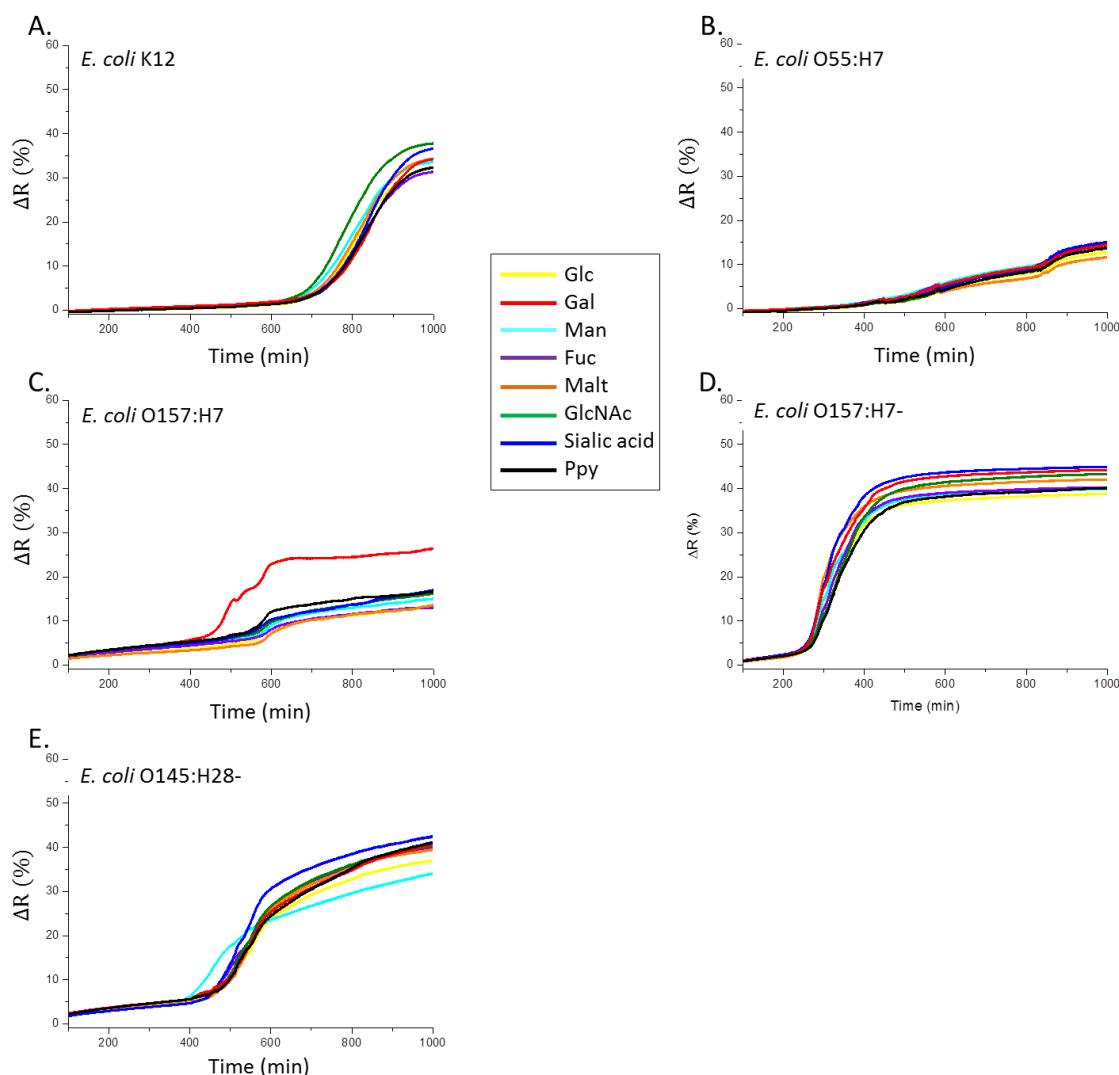 A.
E. coli K12
60
50
40
30
20
10
0
ΔR (%)
200
400
600
800
1000
Time (min)
B.
E. coli O55:H7
60
50
40
30
20
10
0
ΔR (%)
200
400
600
800
1000
Time (min)
Glc
Gal
Man
Fuc
Malt
GlcNAc
Sialic acid
Ppy
C.
E. coli O157:H7
60
50
40
30
20
10
0
ΔR (%)
200
400
600
800
1000
Time (min)
D.
E. coli O157:H7-
60
50
40
30
20
10
0
ΔR (%)
200
400
600
800
1000
Time (min)
E.
E. coli O145:H28-
60
50
40
30
20
10
0
ΔR (%)
200
400
600
800
1000
Time (min)